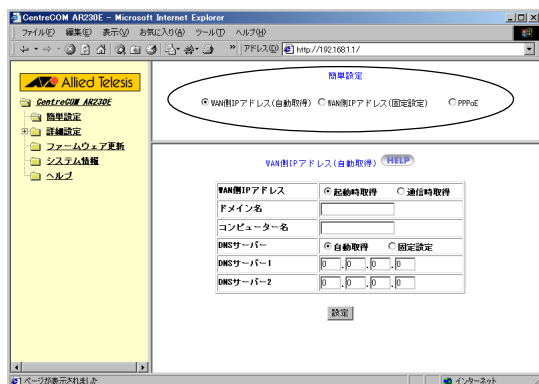 CentreCOM AR230E - Microsoft Internet Explorer
ファイル(F) 編集(E) 表示(V) お気に入り(A) ツール(T) ヘルプ(H)
» アドレス(D) http://192.168.1.1/
Allied Telesis
CentreCOM AR230E
簡単設定
詳細設定
ファームウェア更新
システム情報
ヘルプ
簡単設定
WAN側IPアドレス(自動取得) WAN側IPアドレス(固定設定) PPPoE
WAN側IPアドレス(自動取得) HELP
WAN側IPアドレス 起動時取得 通信時取得
ドメイン名
コンピューター名
DNSサーバー 自動取得 固定設定
DNSサーバー1 0 .0 .0 .0
DNSサーバー2 0 .0 .0 .0
設定
ページが表示されました インターネット